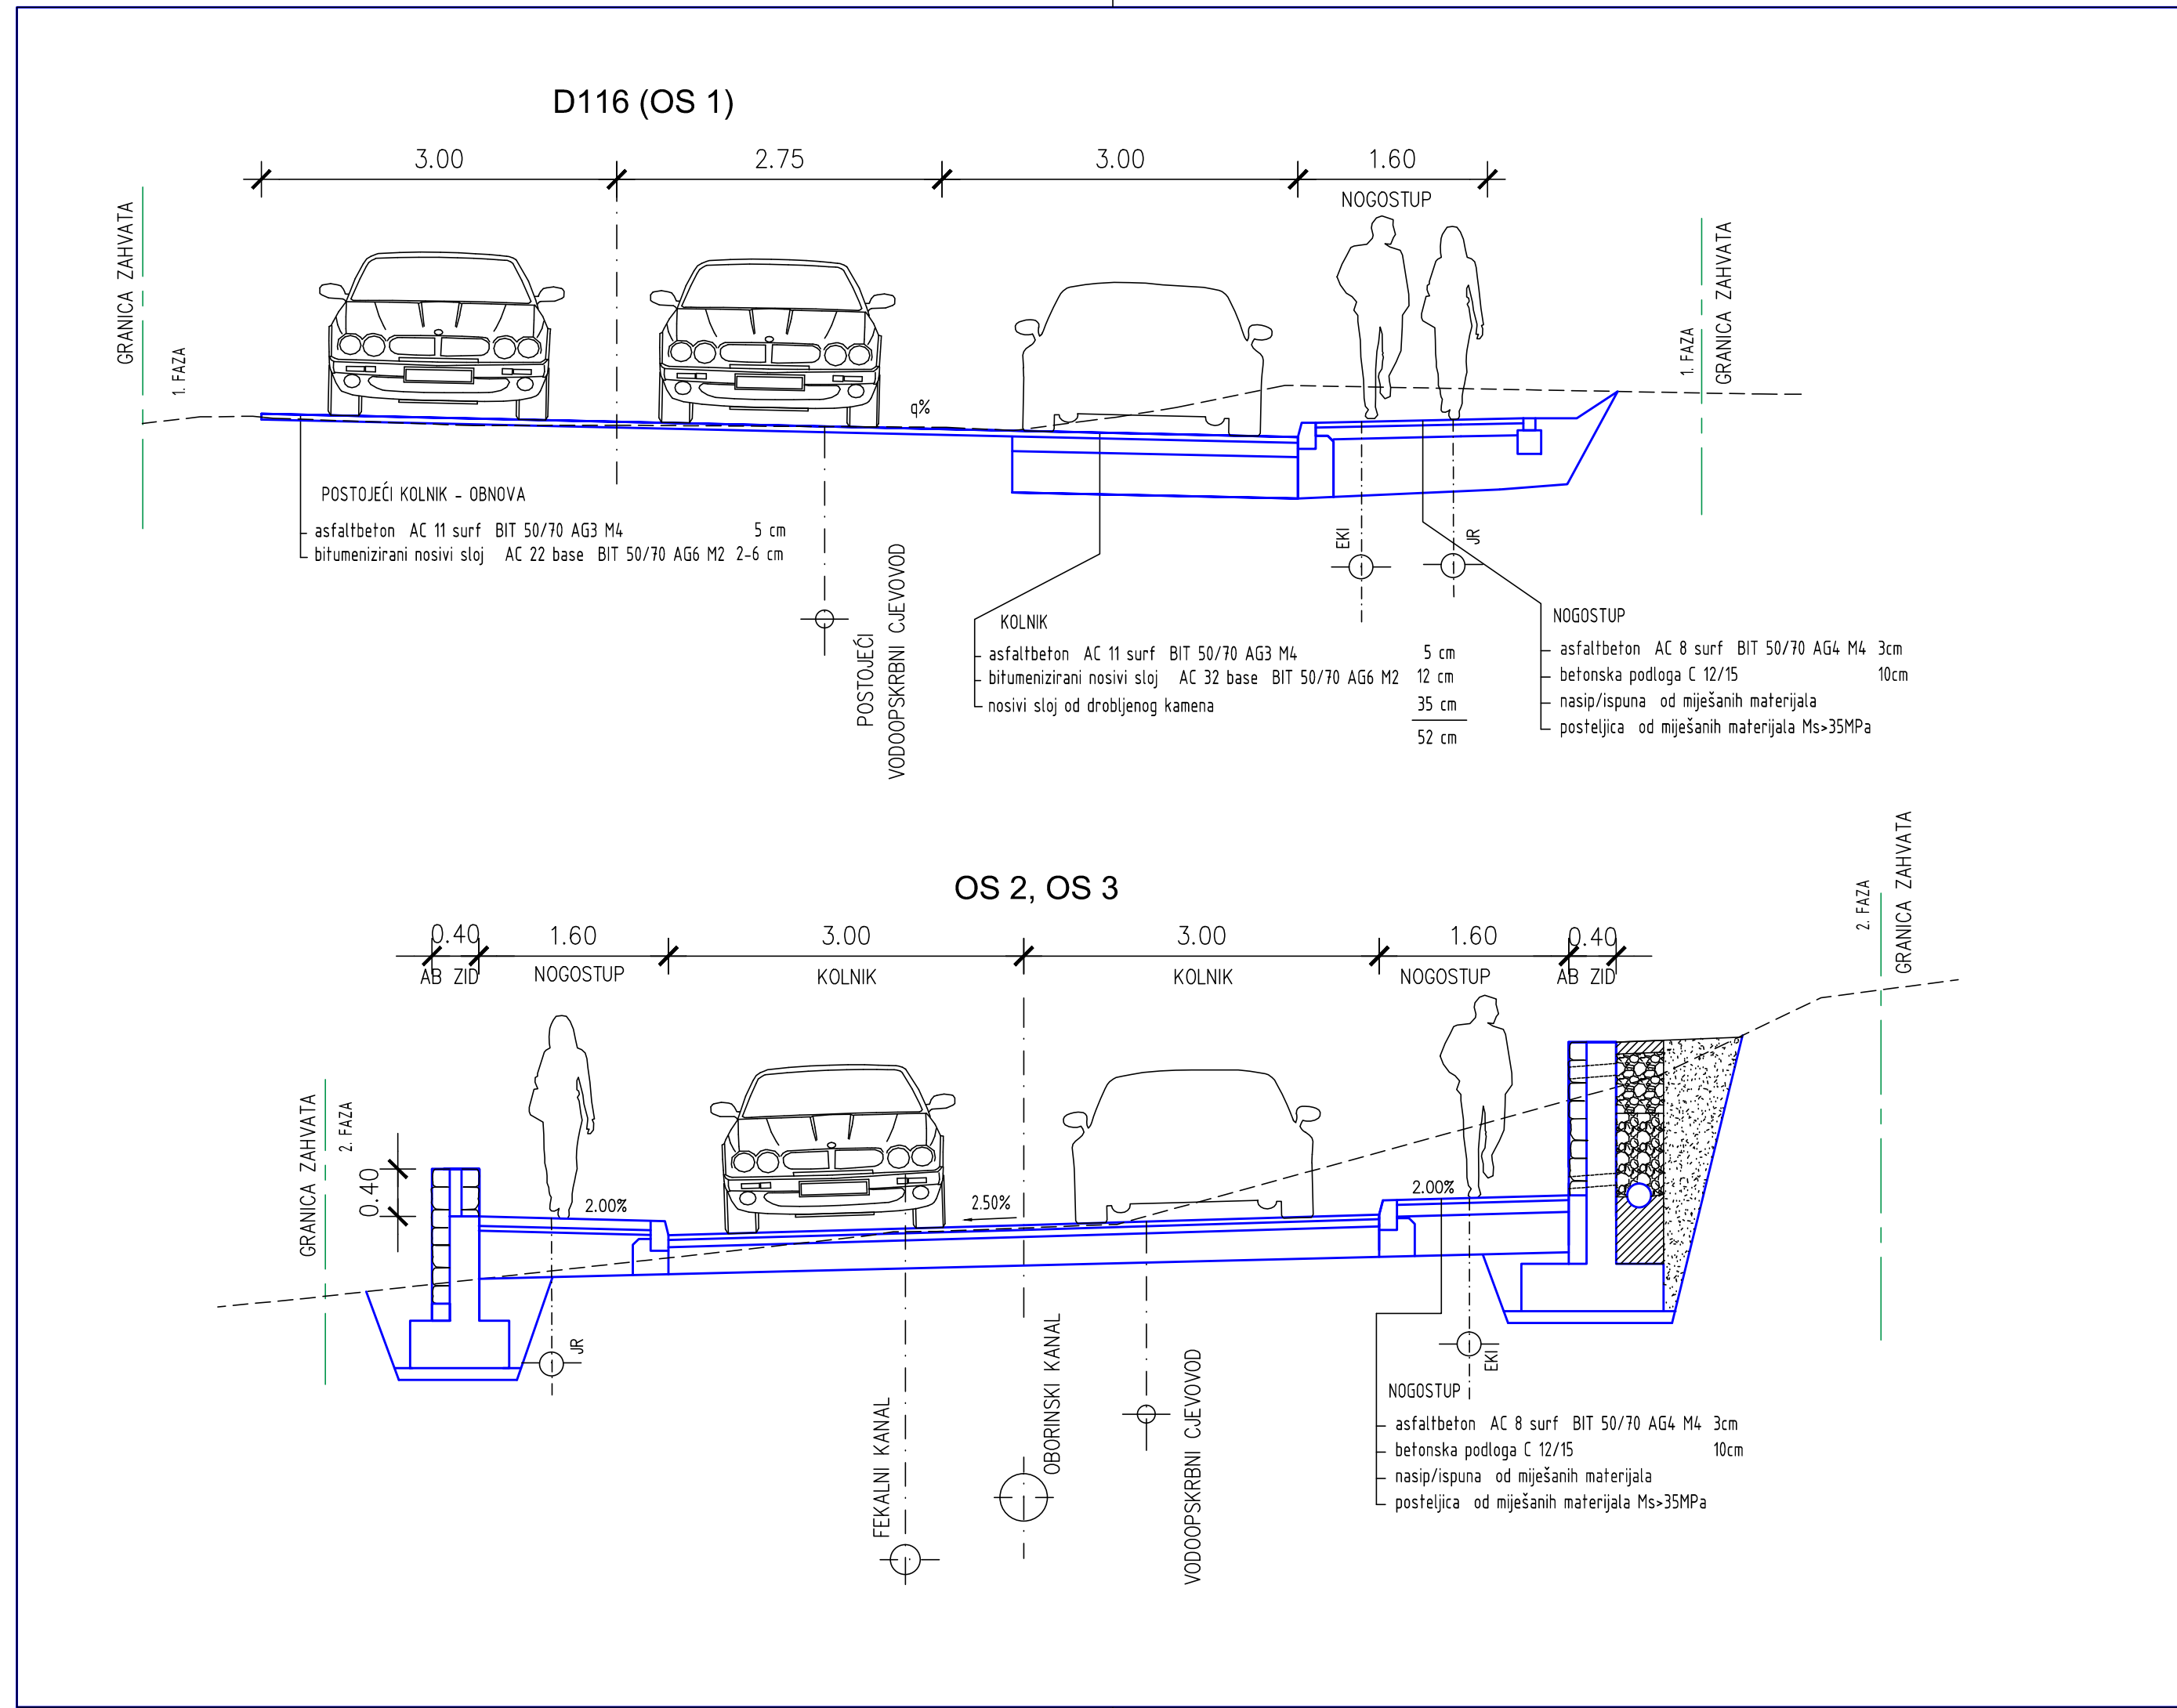 D116 (OS 1)
3.00
2.75
3.00
1.60
NOGOSTUP
GRANICA ZAHVATA
1. FAZA
1. FAZA
GRANICA ZAHVATA
q%
POSTOJEĆI KOLNIK - OBNOVA
asfaltbeton AC 11 surf BIT 50/70 AG3 M4 5 cm
bitumenizirani nosivi sloj AC 22 base BIT 50/70 AG6 M2 2-6 cm
POSTOJEĆI
VODOOPSKRBNI CJEVOVOD
EKI
JR
KOLNIK
asfaltbeton AC 11 surf BIT 50/70 AG3 M4 5 cm
bitumenizirani nosivi sloj AC 32 base BIT 50/70 AG6 M2 12 cm
nosivi sloj od drobljenog kamena 35 cm
52 cm
NOGOSTUP
asfaltbeton AC 8 surf BIT 50/70 AG4 M4 3cm
betonska podloga C 12/15 10cm
nasip/ispuna od miješanih materijala
posteljica od miješanih materijala Ms>35MPa
OS 2, OS 3
0.40
1.60
3.00
3.00
1.60
0.40
AB ZID
NOGOSTUP
KOLNIK
KOLNIK
NOGOSTUP
AB ZID
2. FAZA
GRANICA ZAHVATA
GRANICA ZAHVATA
2. FAZA
0.40
2.00%
2.50%
2.00%
JR
FEKALNI KANAL
OBORINSKI KANAL
VODOOPSKRBNI CJEVOVOD
EKI
NOGOSTUP
asfaltbeton AC 8 surf BIT 50/70 AG4 M4 3cm
betonska podloga C 12/15 10cm
nasip/ispuna od miješanih materijala
posteljica od miješanih materijala Ms>35MPa